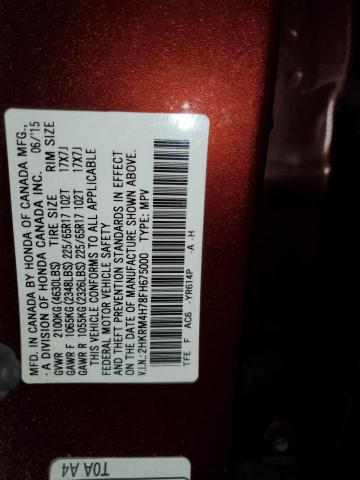 MFD. IN CANADA BY HONDA OF CANADA MFG.,
- A DIVISION OF HONDA CANADA INC. 06/'15
TIRE SIZE RIM SIZE
GVWR 2100KG(4630LBS)
GAWR F 1065KG(2348LBS) 225/65R17 102T 17X7J
GAWR R 1055KG(2326LBS) 225/65R17 102T 17X7J
THIS VEHICLE CONFORMS TO ALL APPLICABLE
FEDERAL MOTOR VEHICLE SAFETY
AND THEFT PREVENTION STANDARDS IN EFFECT
ON THE DATE OF MANUFACTURE SHOWN ABOVE.
V.I.N.: 2HKRM4H78FH675000 TYPE: MPV
TFE F AC6 -YR614P -A -H
T0A A4